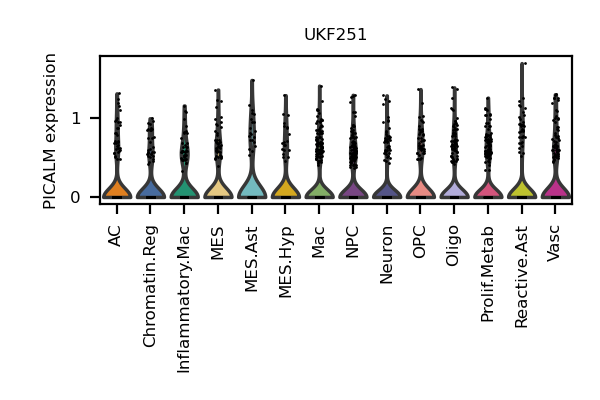 UKF251
PICALM expression
1
0
AC
Chromatin.Reg
Inflammatory.Mac
MES
MES.Ast
MES.Hyp
Mac
NPC
Neuron
OPC
Oligo
Prolif.Metab
Reactive.Ast
Vasc